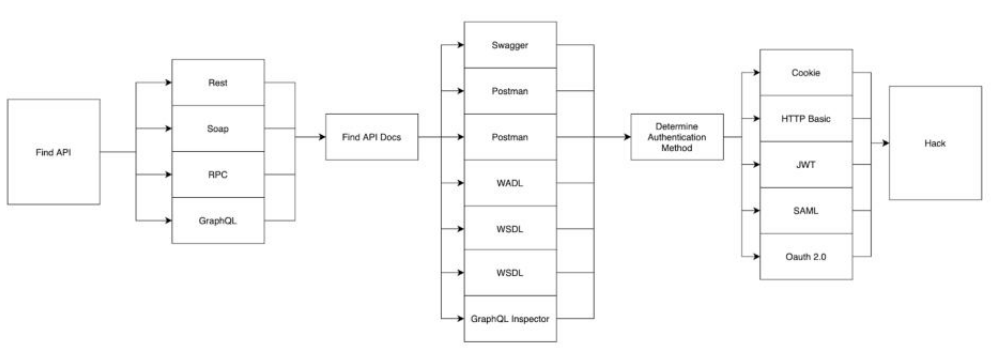 Find API
Rest
Soap
RPC
GraphQL
Find API Docs
Swagger
Postman
Postman
WADL
WSDL
WSDL
GraphQL Inspector
Determine
Authentication
Method
Cookie
HTTP Basic
JWT
SAML
Oauth 2.0
Hack